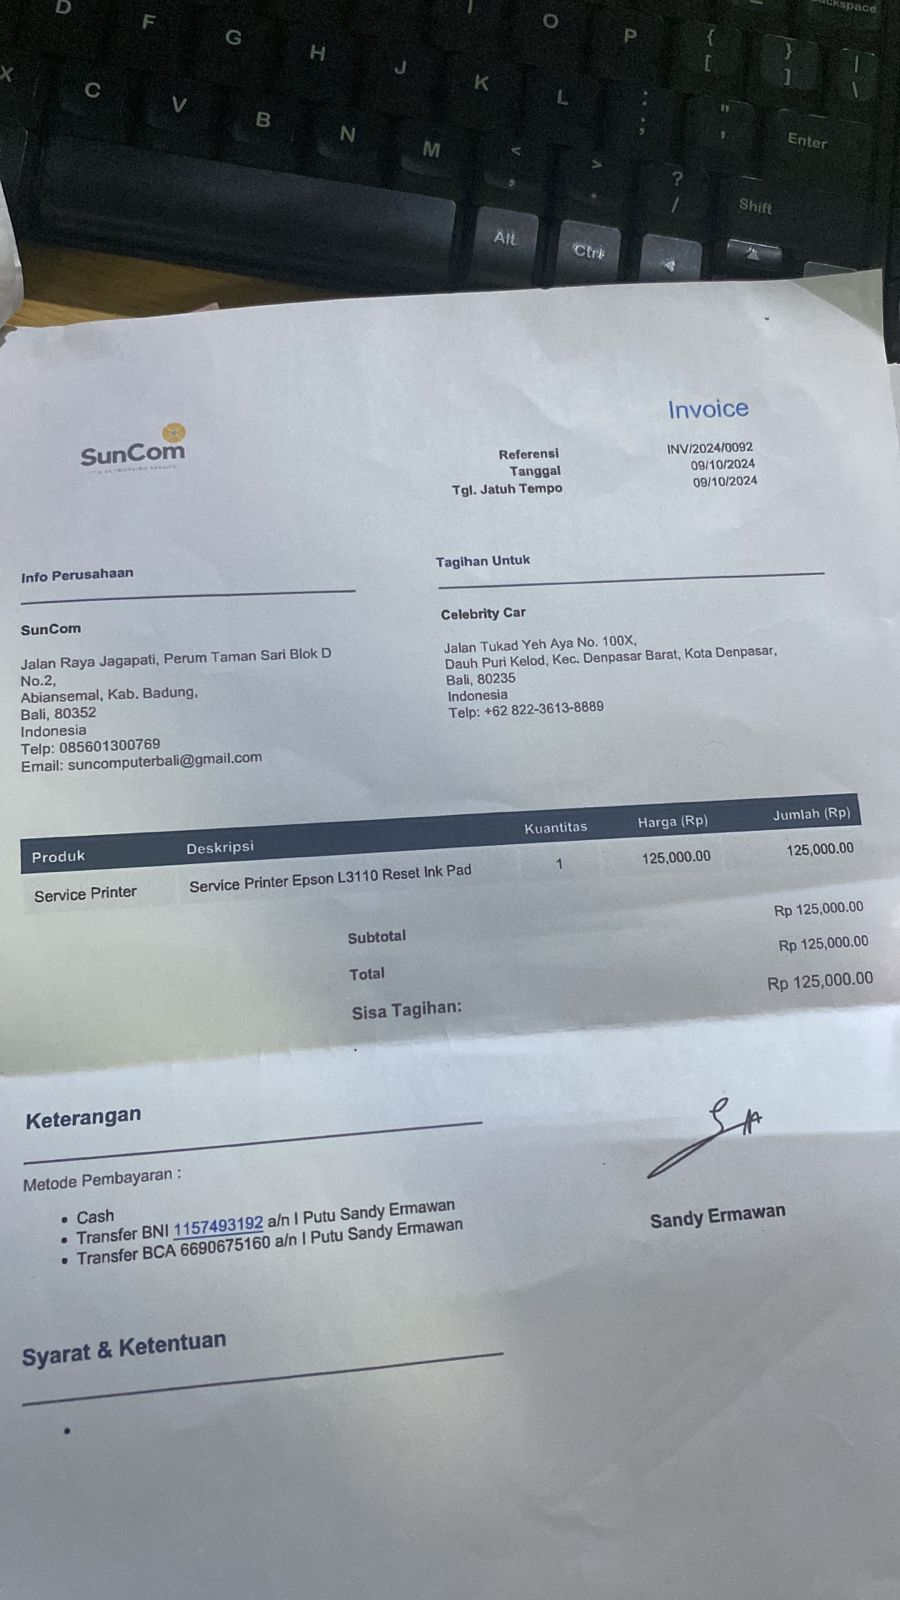 D
F
G
H
J
K
L
I
O
P
{
[
}
]
|
\
X
C
V
B
N
M
<
,
>
.
:
;
"
'
?
/
Enter
Shift
Alt
Ctrl
SunCom
Invoice
Referensi INV/2024/0092
Tanggal 09/10/2024
Tgl. Jatuh Tempo 09/10/2024
Info Perusahaan
SunCom
Jalan Raya Jagapati, Perum Taman Sari Blok D
No.2,
Abiansemal, Kab. Badung,
Bali, 80352
Indonesia
Telp: 085601300769
Email: suncomputerbali@gmail.com
Tagihan Untuk
Celebrity Car
Jalan Tukad Yeh Aya No. 100X,
Dauh Puri Kelod, Kec. Denpasar Barat, Kota Denpasar,
Bali, 80235
Indonesia
Telp: +62 822-3613-8889
Produk Deskripsi Kuantitas Harga (Rp) Jumlah (Rp)
Service Printer Service Printer Epson L3110 Reset Ink Pad 1 125,000.00 125,000.00
Subtotal Rp 125,000.00
Total Rp 125,000.00
Sisa Tagihan: Rp 125,000.00
Keterangan
Metode Pembayaran :
• Cash
• Transfer BNI 1157493192 a/n I Putu Sandy Ermawan
• Transfer BCA 6690675160 a/n I Putu Sandy Ermawan
Sandy Ermawan
Syarat & Ketentuan
•